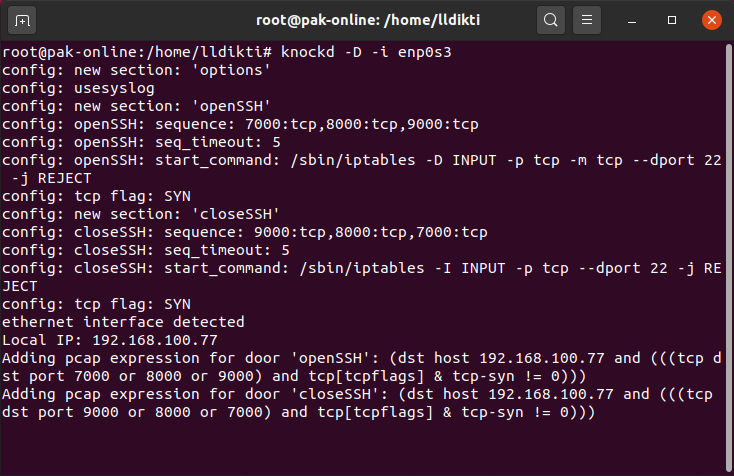 root@pak-online: /home/lldikti
root@pak-online:/home/lldikti# knockd -D -i enp0s3
config: new section: 'options'
config: usesyslog
config: new section: 'openSSH'
config: openSSH: sequence: 7000:tcp,8000:tcp,9000:tcp
config: openSSH: seq_timeout: 5
config: openSSH: start_command: /sbin/iptables -D INPUT -p tcp -m tcp --dport 22
 -j REJECT
config: tcp flag: SYN
config: new section: 'closeSSH'
config: closeSSH: sequence: 9000:tcp,8000:tcp,7000:tcp
config: closeSSH: seq_timeout: 5
config: closeSSH: start_command: /sbin/iptables -I INPUT -p tcp --dport 22 -j RE
JECT
config: tcp flag: SYN
ethernet interface detected
Local IP: 192.168.100.77
Adding pcap expression for door 'openSSH': (dst host 192.168.100.77 and (((tcp d
st port 7000 or 8000 or 9000) and tcp[tcpflags] & tcp-syn != 0)))
Adding pcap expression for door 'closeSSH': (dst host 192.168.100.77 and (((tcp 
dst port 9000 or 8000 or 7000) and tcp[tcpflags] & tcp-syn != 0)))